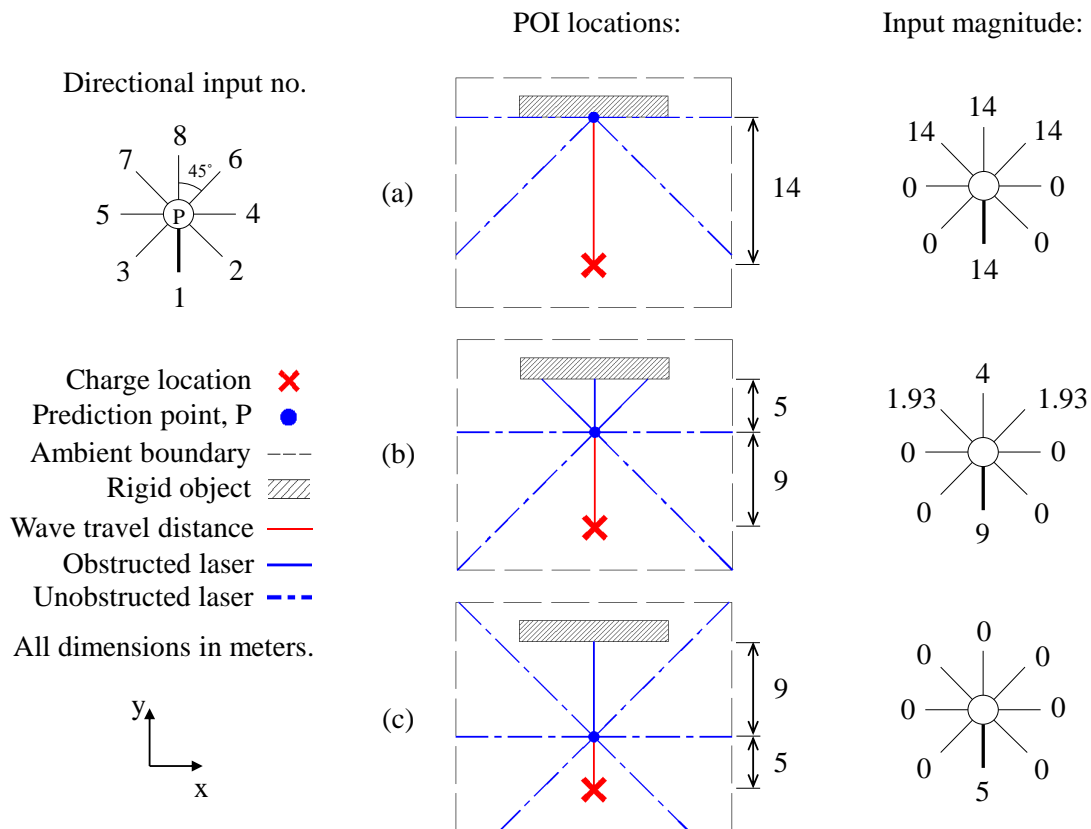 POI locations:
Input magnitude:
Directional input no.
8
7
6
45°
5
P
4
3
2
1
(a)
14
14
14
14
0
0
0
0
14
Charge location
Prediction point, P
Ambient boundary
Rigid object
Wave travel distance
Obstructed laser
Unobstructed laser
All dimensions in meters.
y
x
(b)
5
9
4
1.93
1.93
0
0
0
0
9
(c)
9
5
0
0
0
0
0
0
0
5